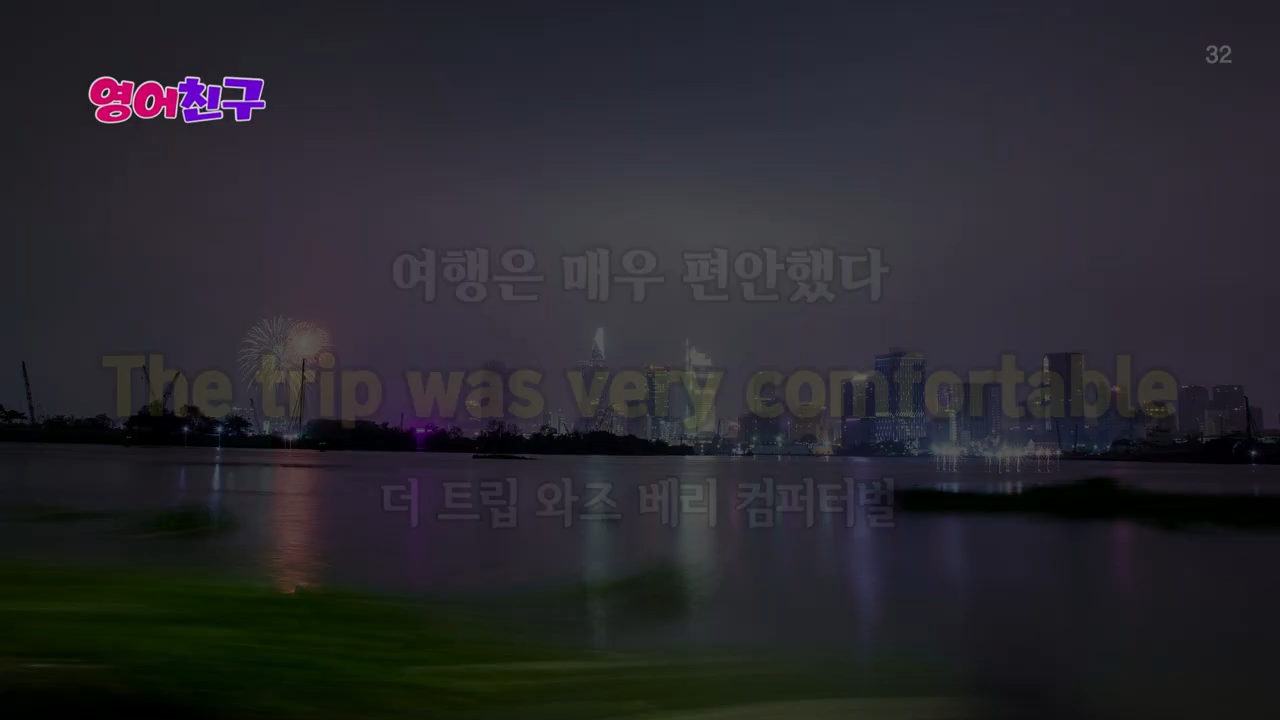 32
영어친구
여행은 매우 편안했다
The trip was very comfortable
더 트립 와즈 베리 컴퍼터벌